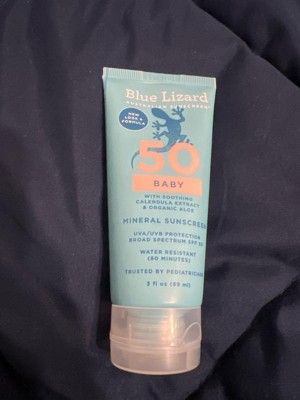 Blue Lizard
AUSTRALIAN SUNSCREEN
NEW
LOOK &
FORMULA
50
BABY
WITH SOOTHING
CALENDULA EXTRACT
& ORGANIC ALOE
MINERAL SUNSCREEN
UVA/UVB PROTECTION
BROAD SPECTRUM SPF 50
WATER RESISTANT
(80 MINUTES)
TRUSTED BY PEDIATRICIANS
3 fl oz (89 mL)